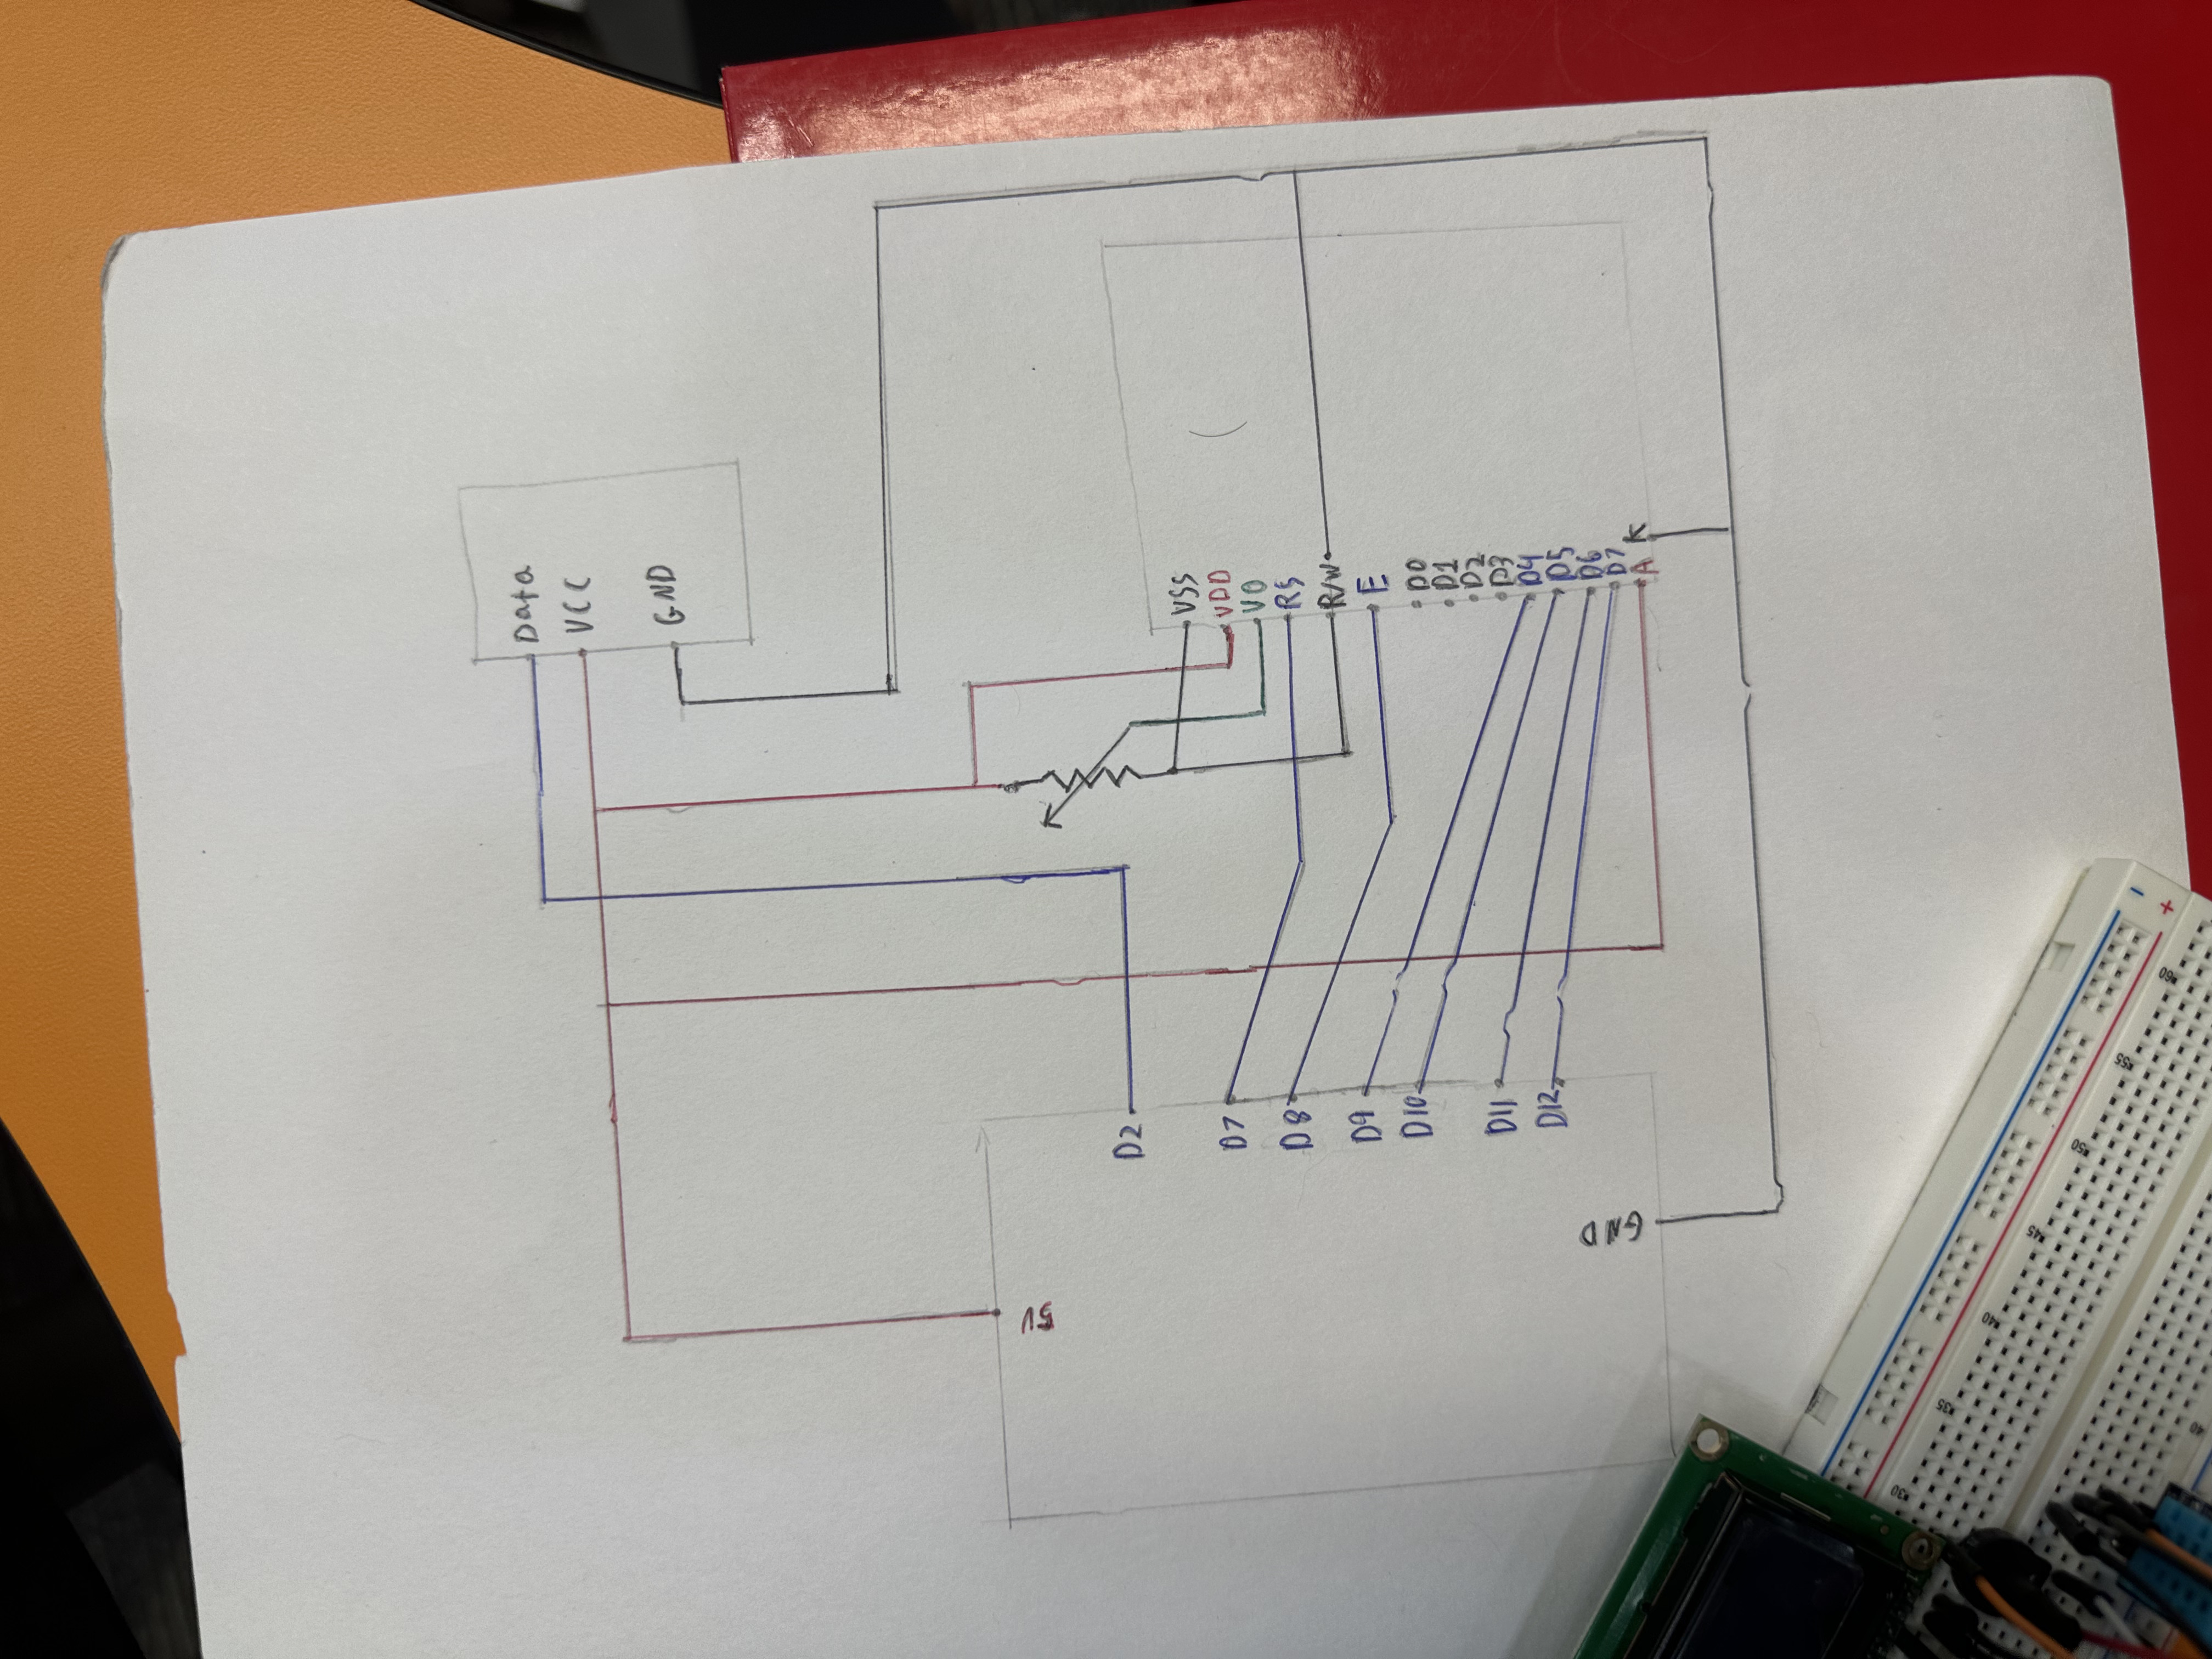 Data
VCC
GND
VSS
VDD
VO
RS
R/W
E
D0
D1
D2
D3
D4
D5
D6
D7
A
K
D2
D7
D8
D9
D10
D11
D12
GND
5V
- +
60
55
50
45
40
35
30
40